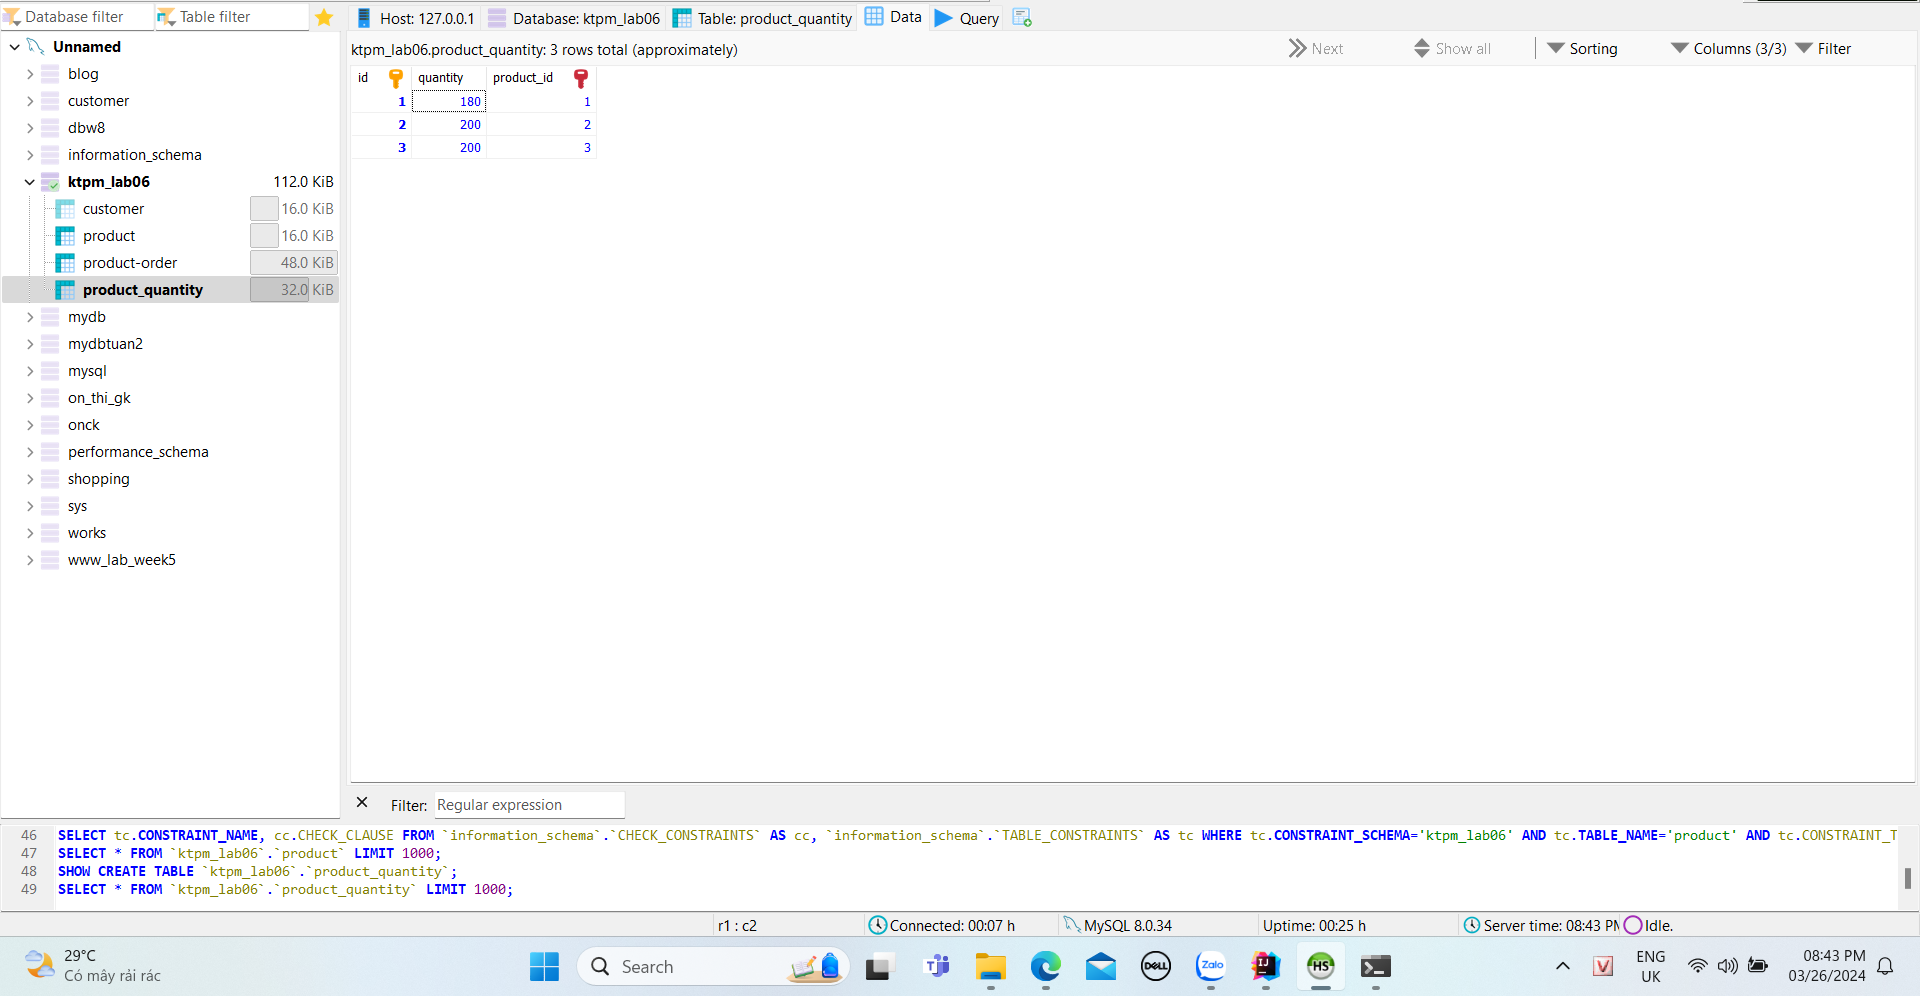 Database filter
Table filter
Host: 127.0.0.1
Database: ktpm_lab06
Table: product_quantity
Data
Query
Unnamed
blog
customer
dbw8
information_schema
ktpm_lab06 112.0 KiB
customer 16.0 KiB
product 16.0 KiB
product-order 48.0 KiB
product_quantity 32.0 KiB
mydb
mydbtuan2
mysql
on_thi_gk
onck
performance_schema
shopping
sys
works
www_lab_week5
ktpm_lab06.product_quantity: 3 rows total (approximately)
Next
Show all
Sorting
Columns (3/3)
Filter
id quantity product_id
1 180 1
2 200 2
3 200 3
Filter: Regular expression
46 SELECT tc.CONSTRAINT_NAME, cc.CHECK_CLAUSE FROM `information_schema`.`CHECK_CONSTRAINTS` AS cc, `information_schema`.`TABLE_CONSTRAINTS` AS tc WHERE tc.CONSTRAINT_SCHEMA='ktpm_lab06' AND tc.TABLE_NAME='product' AND tc.CONSTRAINT_T
47 SELECT * FROM `ktpm_lab06`.`product` LIMIT 1000;
48 SHOW CREATE TABLE `ktpm_lab06`.`product_quantity`;
49 SELECT * FROM `ktpm_lab06`.`product_quantity` LIMIT 1000;
r1 : c2
Connected: 00:07 h
MySQL 8.0.34
Uptime: 00:25 h
Server time: 08:43 PM
Idle.
29°C
Có mây rải rác
Search
DELL
Zalo
IJ
HS
V
ENG
UK
08:43 PM
03/26/2024